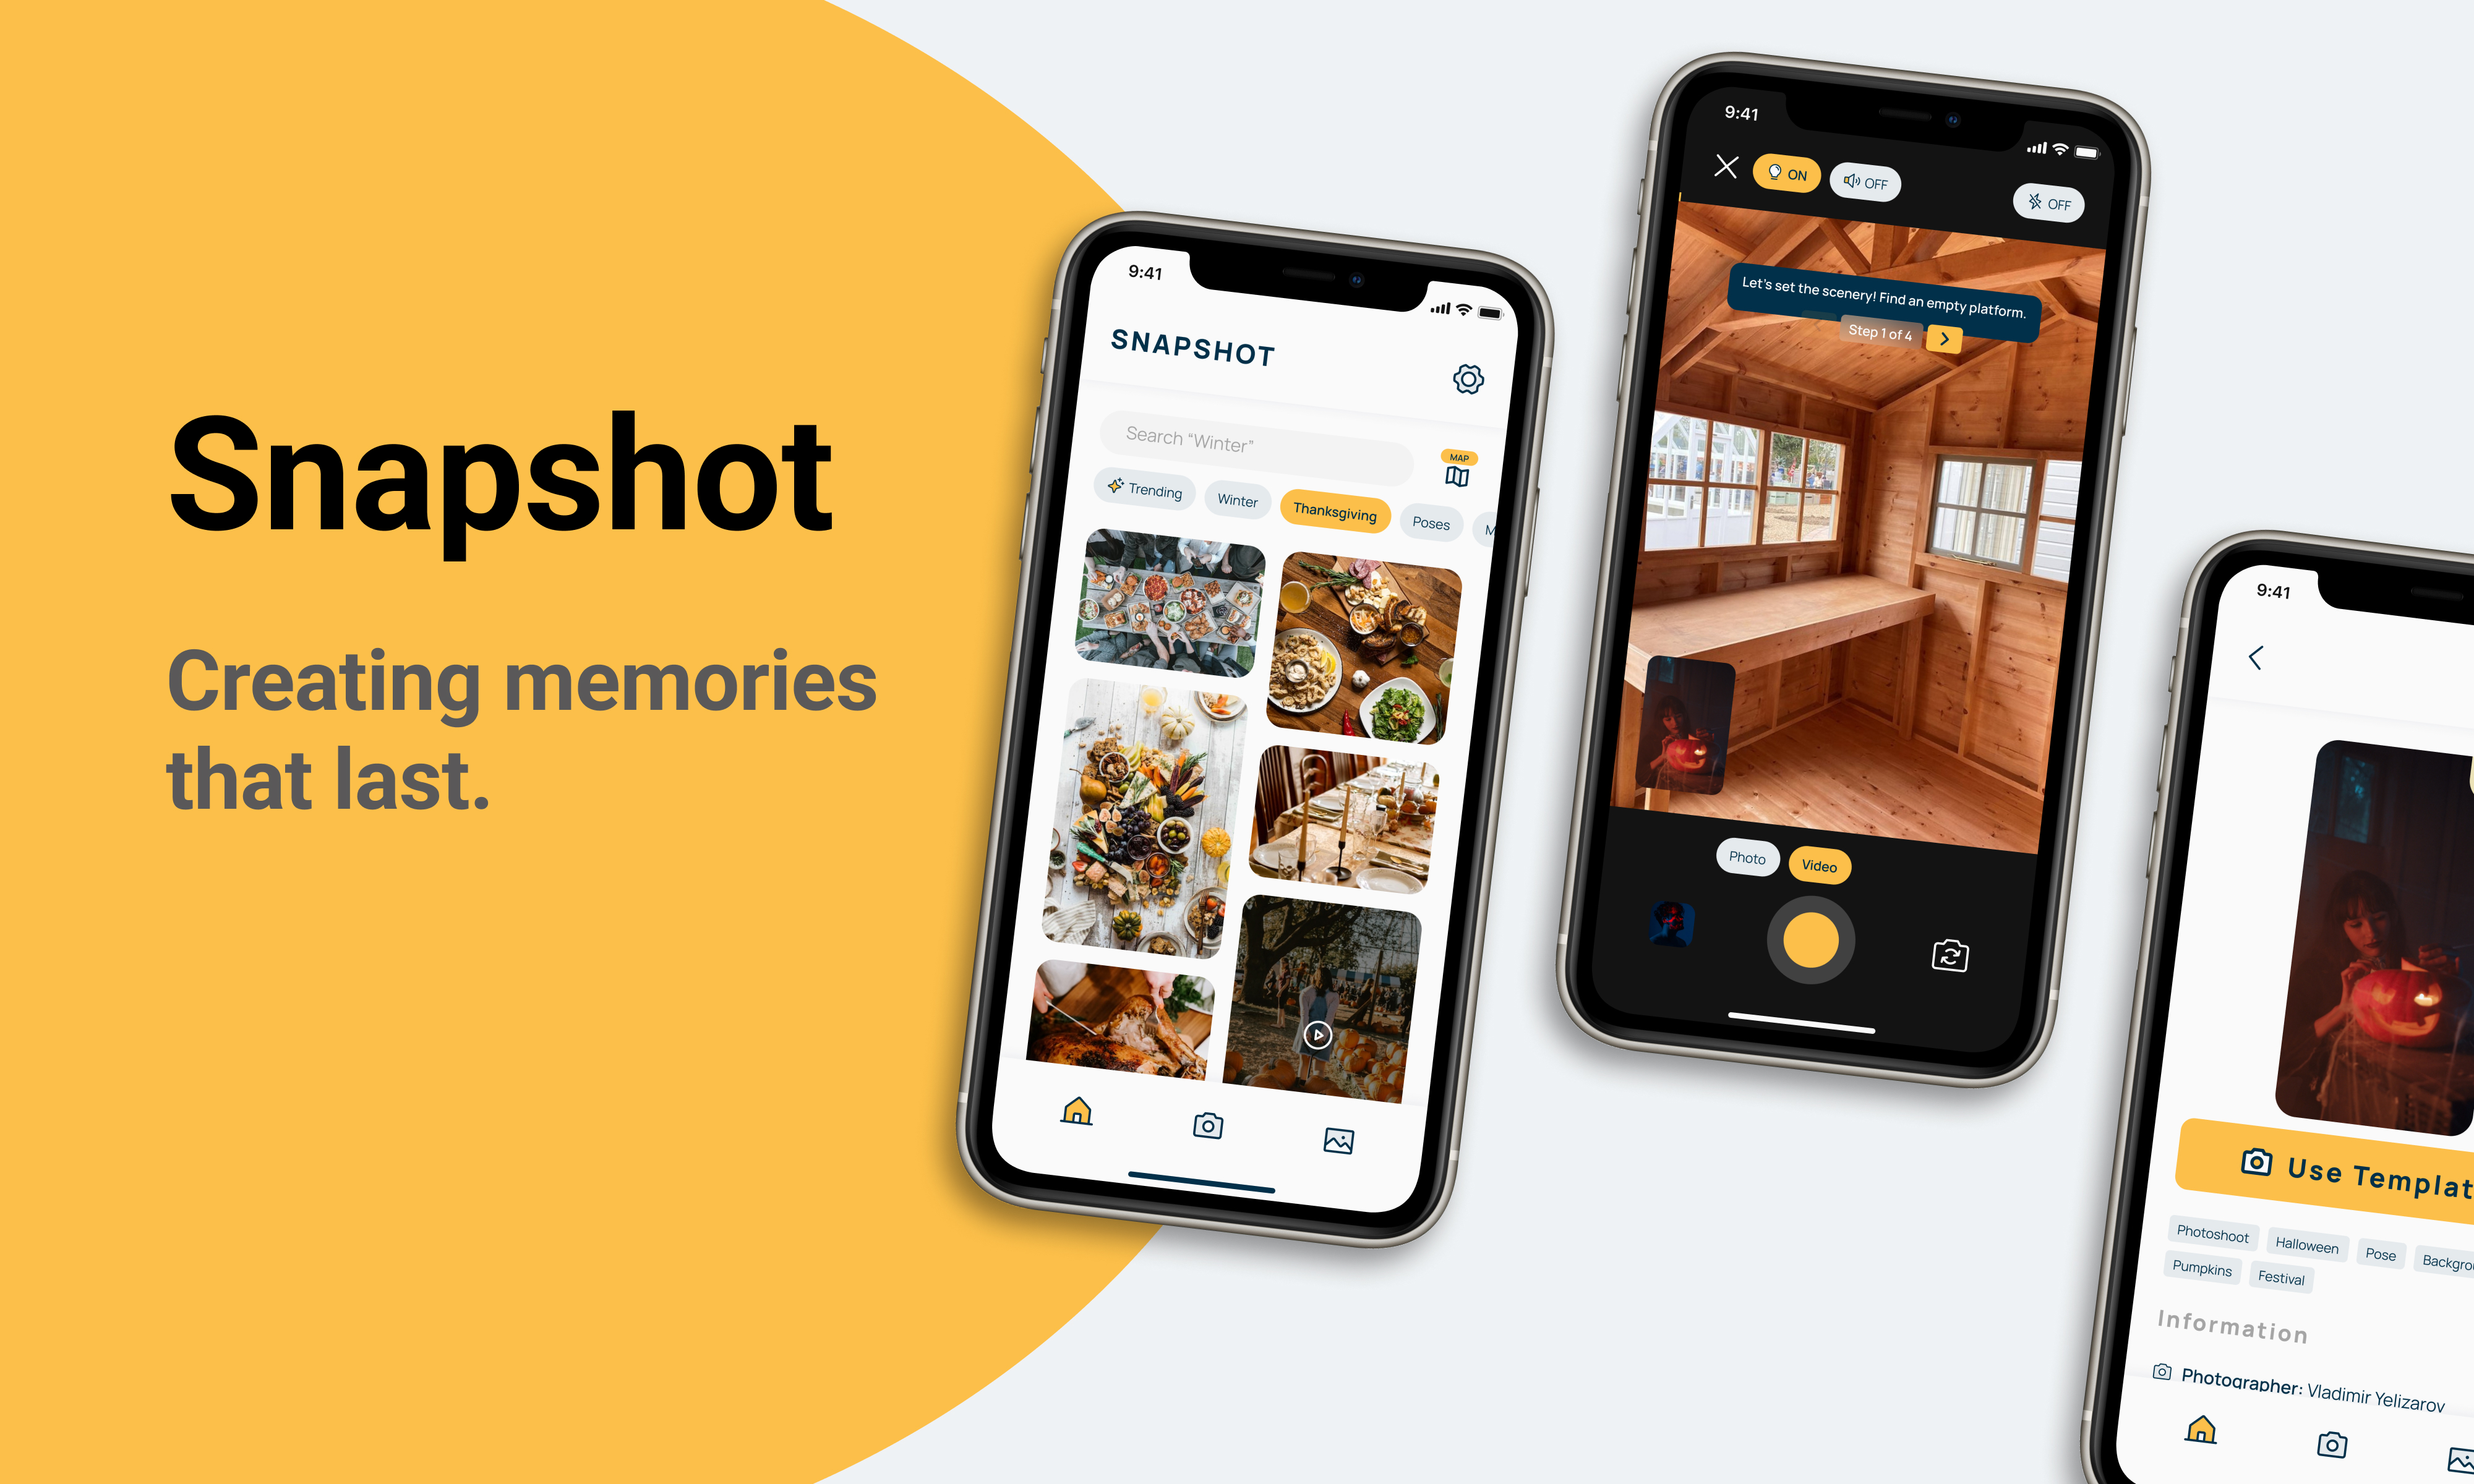 Snapshot
Creating memories
that last.
9:41
SNAPSHOT
Search “Winter”
MAP
Trending
Winter
Thanksgiving
Poses
9:41
ON
OFF
OFF
Let's set the scenery! Find an empty platform.
Step 1 of 4
Photo
Video
9:41
Use Templat
Photoshoot
Halloween
Pose
Backgro
Pumpkins
Festival
Information
Photographer: Vladimir Yelizarov